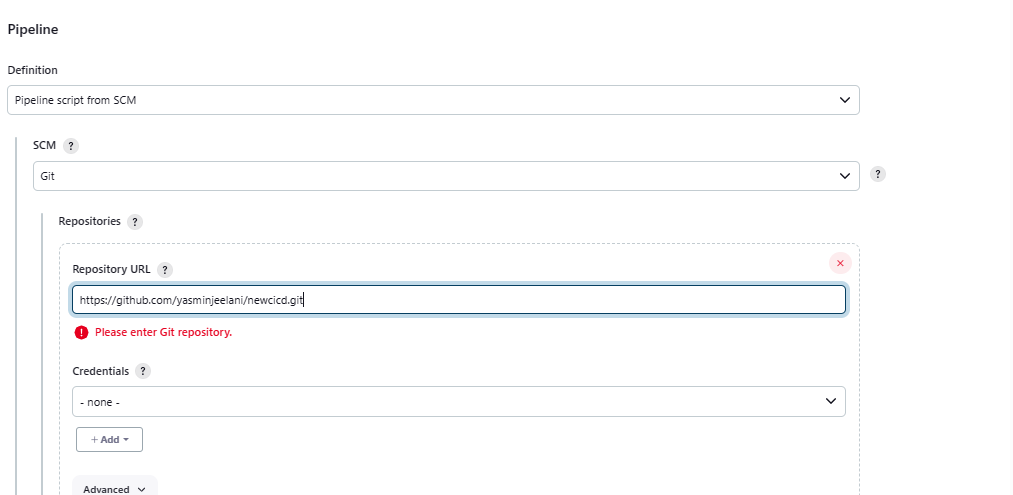 Pipeline
Definition
Pipeline script from SCM
SCM ?
Git
?
Repositories ?
Repository URL ?
https://github.com/yasminjeelani/newcicd.git
Please enter Git repository.
Credentials ?
- none -
+ Add
Advanced